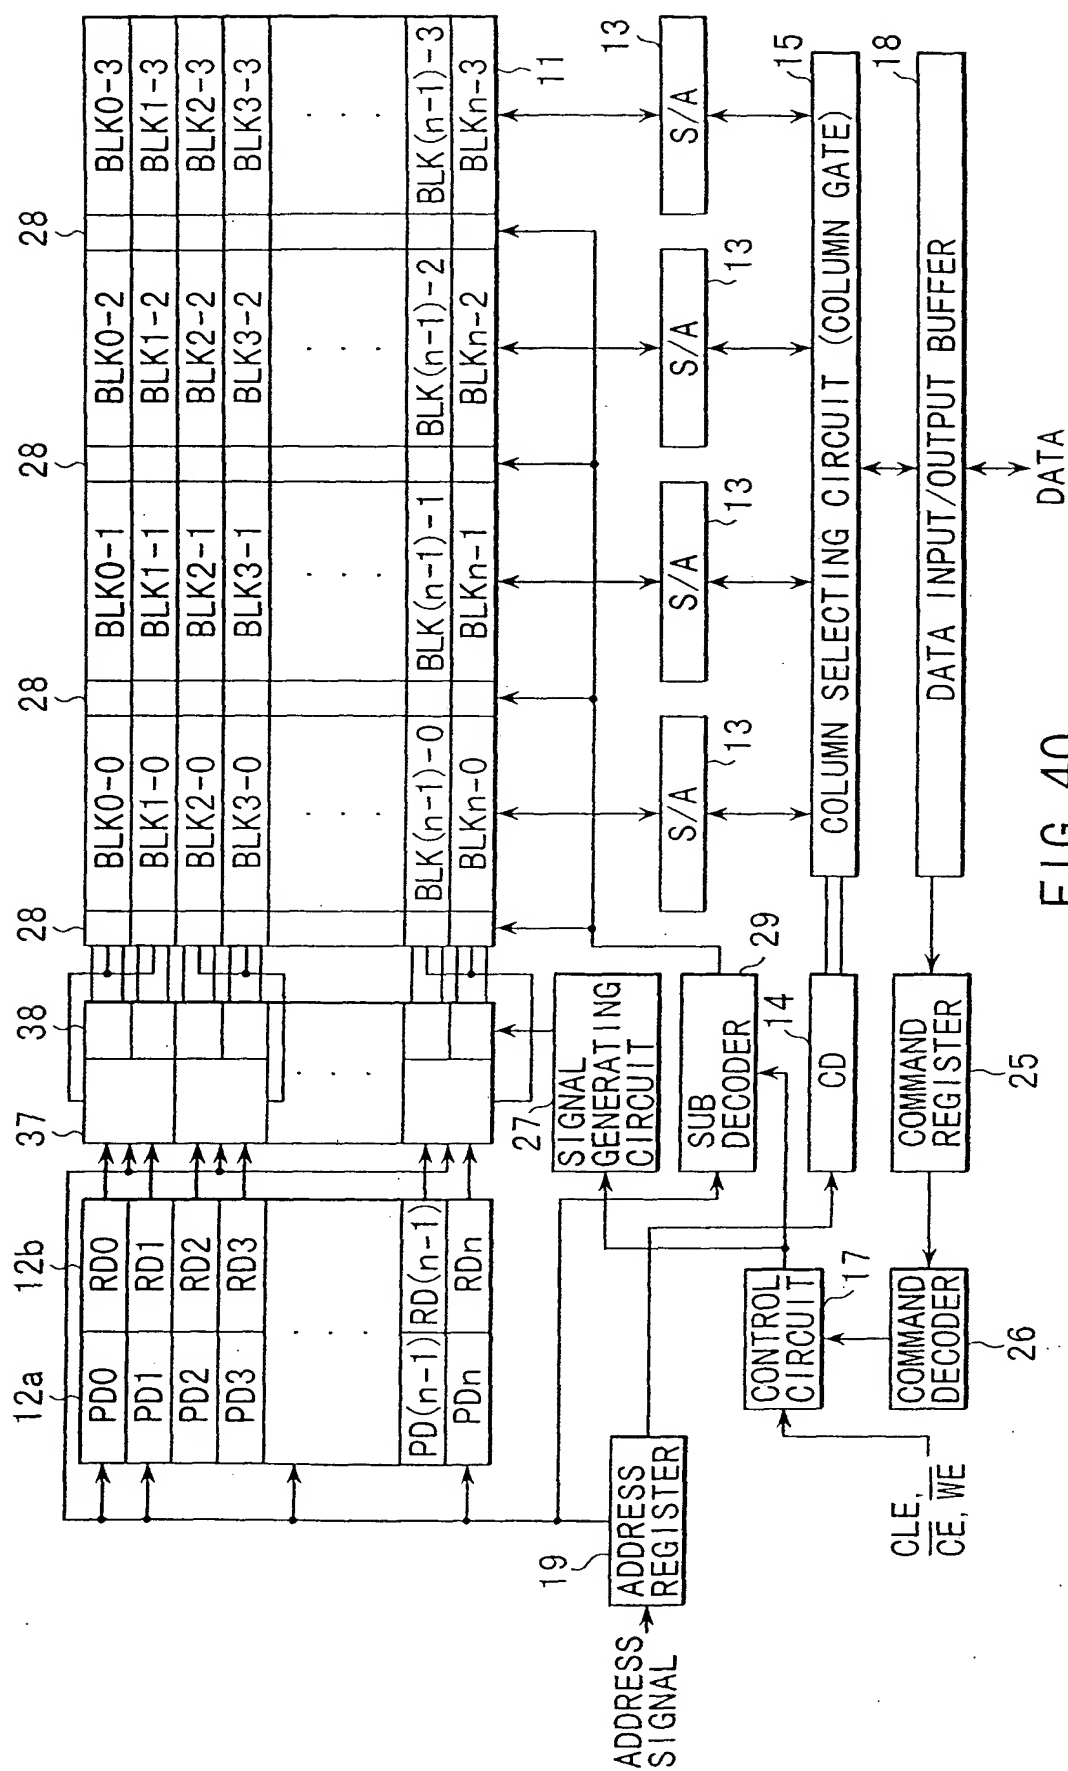 12a
12b
37
38
28
28
28
28
PD0
RD0
BLK0-0
BLK0-1
BLK0-2
BLK0-3
PD1
RD1
BLK1-0
BLK1-1
BLK1-2
BLK1-3
PD2
RD2
BLK2-0
BLK2-1
BLK2-2
BLK2-3
PD3
RD3
BLK3-0
BLK3-1
BLK3-2
BLK3-3
. . .
. . .
. . .
. . .
. . .
. . .
PD(n-1)
RD(n-1)
BLK(n-1)-0
BLK(n-1)-1
BLK(n-1)-2
BLK(n-1)-3
PDn
RDn
BLKn-0
BLKn-1
BLKn-2
BLKn-3
11
ADDRESS
SIGNAL
19
ADDRESS
REGISTER
27
SIGNAL
GENERATING
CIRCUIT
S/A
13
S/A
13
S/A
13
S/A
13
SUB
DECODER
29
CONTROL
CIRCUIT
17
CD
14
COLUMN SELECTING CIRCUIT (COLUMN GATE)
15
CLE,
CE, WE
COMMAND
DECODER
26
COMMAND
REGISTER
25
DATA INPUT/OUTPUT BUFFER
18
DATA
FIG. 40